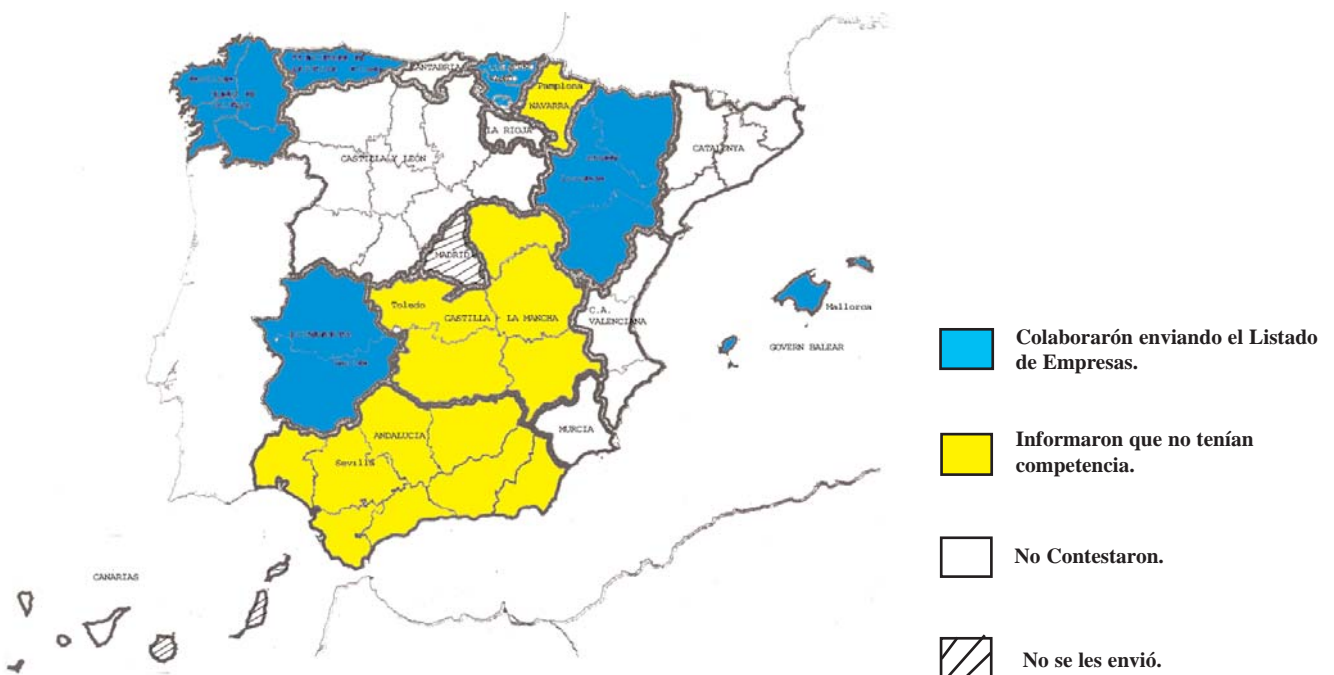 CANTABRIA
Pamplona
NAVARRA
LA RIOJA
CASTILLA Y LEÓN
CATALENYA
MADRID
Toledo
CASTILLA LA MANCHA
C.A.
VALENCIANA
Mallorca
GOVERN BALEAR
MURCIA
ANDALUCIA
Sevilla
CANARIAS
Colaborarón enviando el Listado
de Empresas.
Informaron que no tenían
competencia.
No Contestaron.
No se les envió.